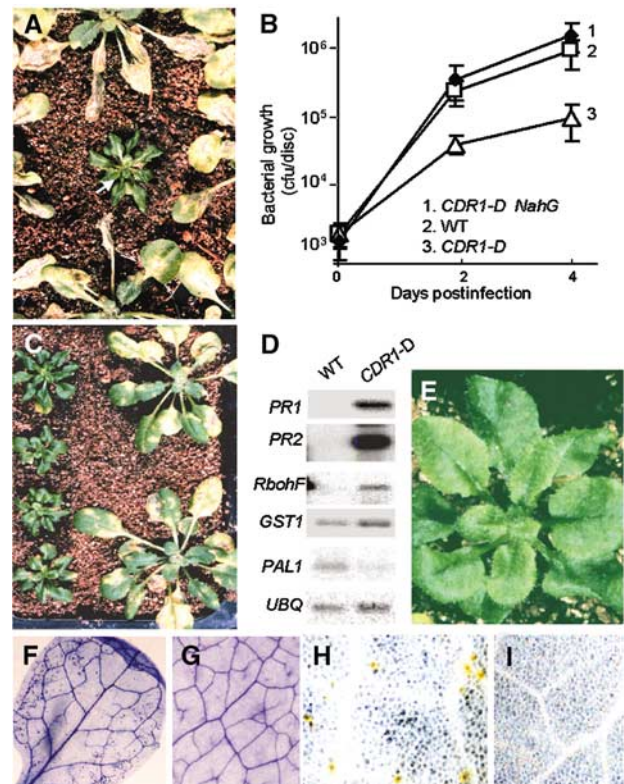 A
B
Bacterial growth
(cfu/disc)
10⁶
10⁵
10⁴
10³
1
2
3
1. CDR1-D NahG
2. WT
3. CDR1-D
0
2
4
Days postinfection
C
D
WT
CDR1-D
PR1
PR2
RbohF
GST1
PAL1
UBQ
E
F
G
H
I